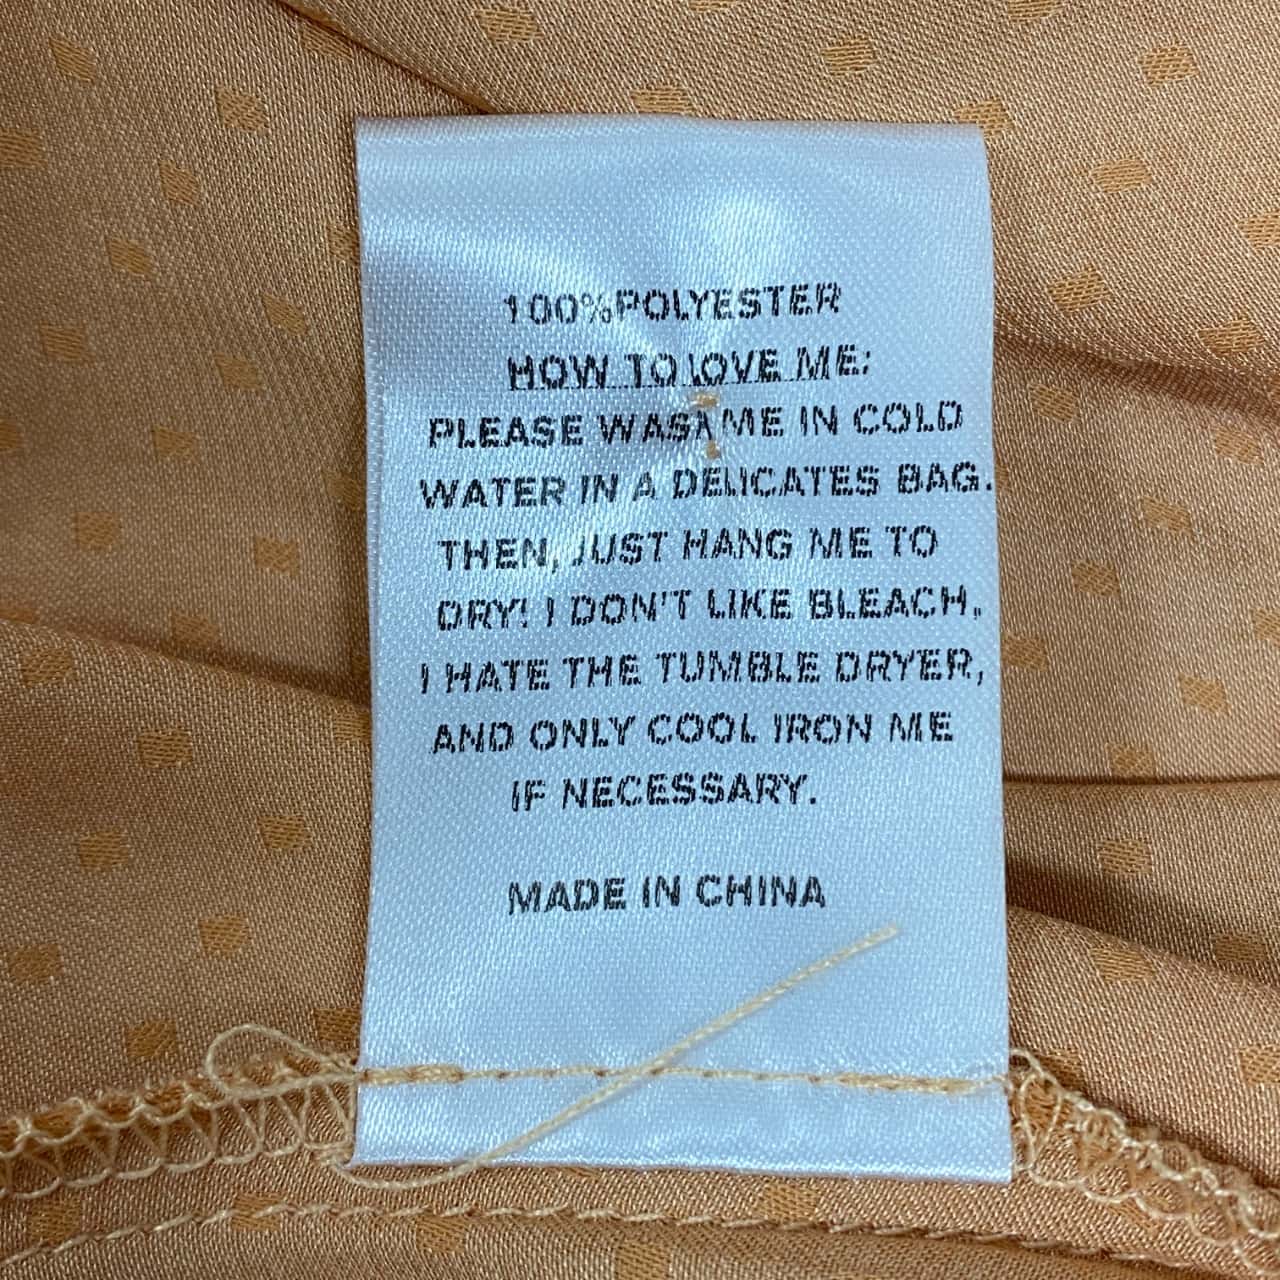 100%POLYESTER
HOW TO LOVE ME:
PLEASE WASH ME IN COLD
WATER IN A DELICATES BAG.
THEN, JUST HANG ME TO
DRY! I DON'T LIKE BLEACH,
I HATE THE TUMBLE DRYER,
AND ONLY COOL IRON ME
IF NECESSARY.
MADE IN CHINA